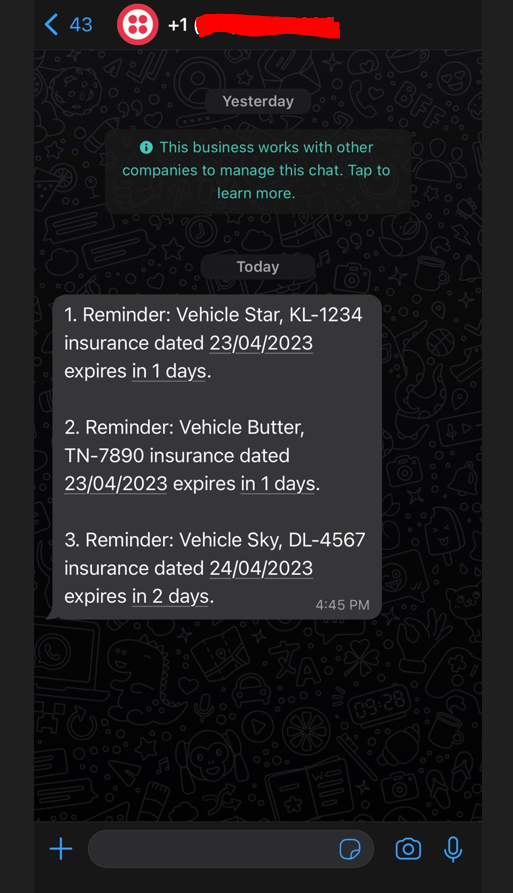 43
+1 (
Yesterday
This business works with other
companies to manage this chat. Tap to
learn more.
Today
1. Reminder: Vehicle Star, KL-1234
insurance dated 23/04/2023
expires in 1 days.
2. Reminder: Vehicle Butter,
TN-7890 insurance dated
23/04/2023 expires in 1 days.
3. Reminder: Vehicle Sky, DL-4567
insurance dated 24/04/2023
expires in 2 days.
4:45 PM